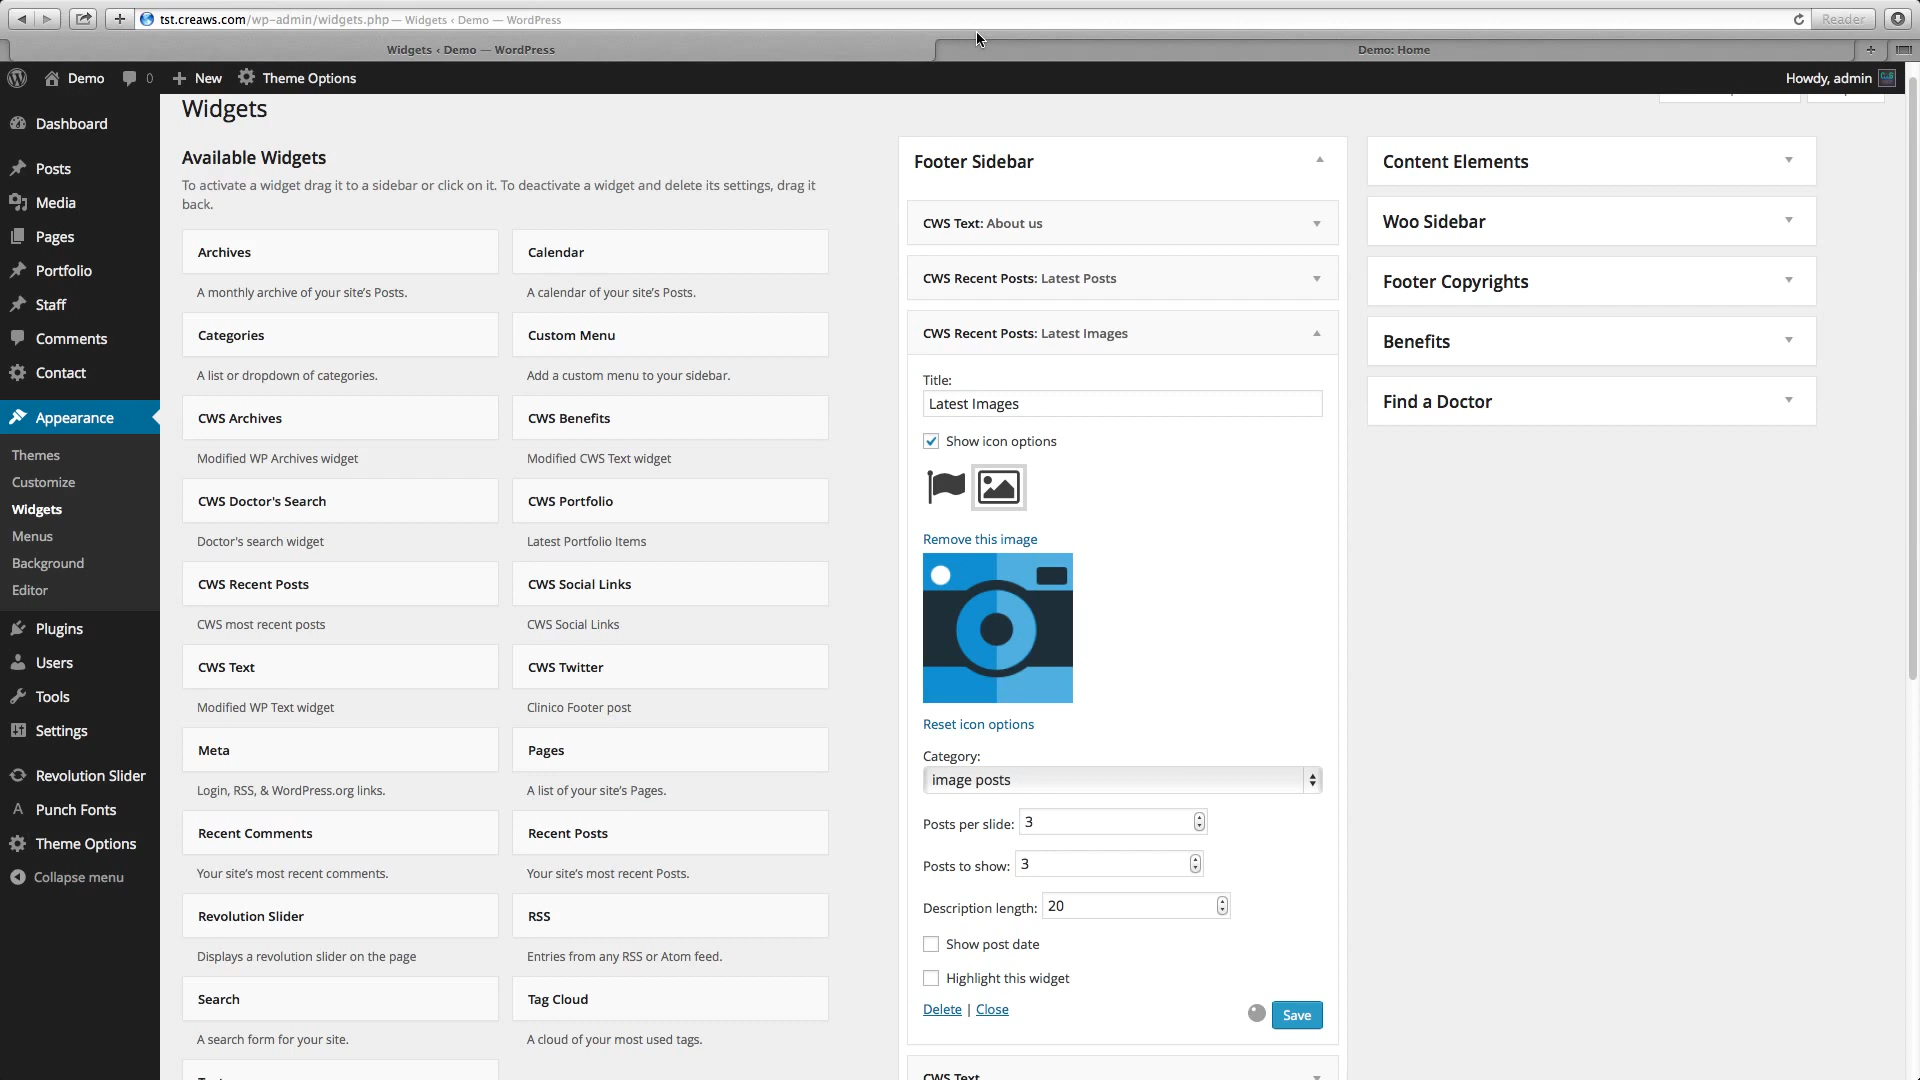 tst.creaws.com/wp-admin/widgets.php — Widgets ‹ Demo — WordPress
Reader
Widgets ‹ Demo — WordPress
Demo: Home
Demo
0
New
Theme Options
Howdy, admin
Dashboard
Posts
Media
Pages
Portfolio
Staff
Comments
Contact
Appearance
Themes
Customize
Widgets
Menus
Background
Editor
Plugins
Users
Tools
Settings
Revolution Slider
Punch Fonts
Theme Options
Collapse menu
Widgets
Available Widgets
To activate a widget drag it to a sidebar or click on it. To deactivate a widget and delete its settings, drag it
back.
Archives
A monthly archive of your site's Posts.
Calendar
A calendar of your site's Posts.
Categories
A list or dropdown of categories.
Custom Menu
Add a custom menu to your sidebar.
CWS Archives
Modified WP Archives widget
CWS Benefits
Modified CWS Text widget
CWS Doctor's Search
Doctor's search widget
CWS Portfolio
Latest Portfolio Items
CWS Recent Posts
CWS most recent posts
CWS Social Links
CWS Social Links
CWS Text
Modified WP Text widget
CWS Twitter
Clinico Footer post
Meta
Login, RSS, & WordPress.org links.
Pages
A list of your site's Pages.
Recent Comments
Your site's most recent comments.
Recent Posts
Your site's most recent Posts.
Revolution Slider
Displays a revolution slider on the page
RSS
Entries from any RSS or Atom feed.
Search
A search form for your site.
Tag Cloud
A cloud of your most used tags.
Footer Sidebar
CWS Text: About us
CWS Recent Posts: Latest Posts
CWS Recent Posts: Latest Images
Title:
Latest Images
Show icon options
Remove this image
Reset icon options
Category:
image posts
Posts per slide: 3
Posts to show: 3
Description length: 20
Show post date
Highlight this widget
Delete | Close
Save
CWS Text
Content Elements
Woo Sidebar
Footer Copyrights
Benefits
Find a Doctor